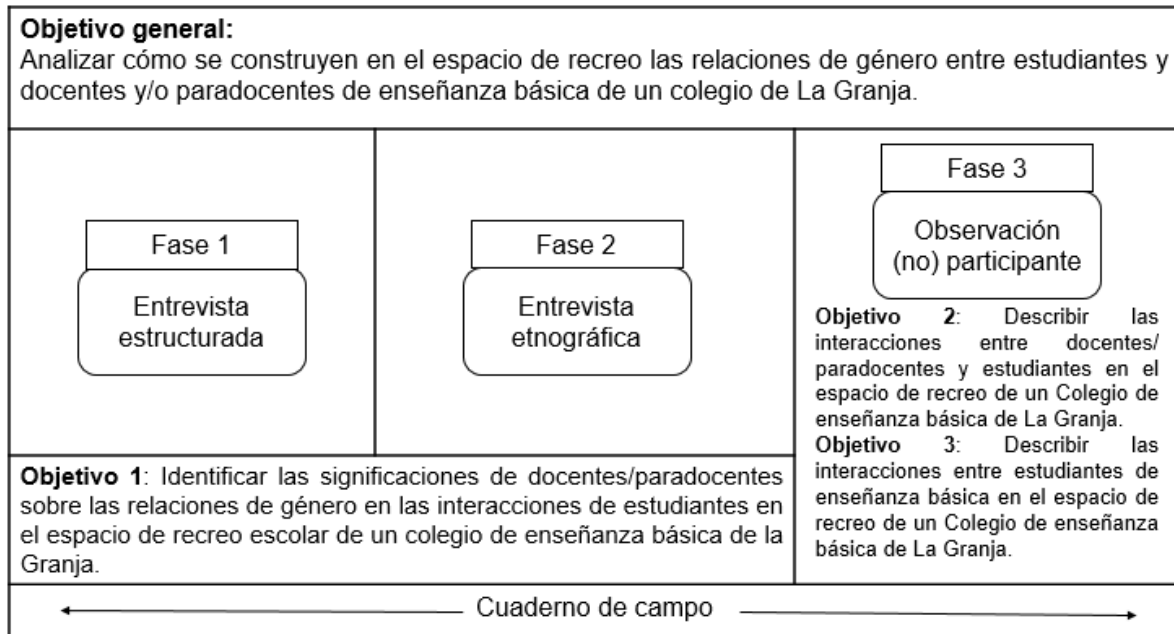 Objetivo general:
Analizar cómo se construyen en el espacio de recreo las relaciones de género entre estudiantes y
docentes y/o paradocentes de enseñanza básica de un colegio de La Granja.
Fase 1
Entrevista
estructurada
Fase 2
Entrevista
etnográfica
Fase 3
Observación
(no) participante
Objetivo 2: Describir las
interacciones entre docentes/
paradocentes y estudiantes en el
espacio de recreo de un Colegio de
enseñanza básica de La Granja.
Objetivo 3: Describir las
interacciones entre estudiantes de
enseñanza básica en el espacio de
recreo de un Colegio de enseñanza
básica de La Granja.
Objetivo 1: Identificar las significaciones de docentes/paradocentes
sobre las relaciones de género en las interacciones de estudiantes en
el espacio de recreo escolar de un colegio de enseñanza básica de la
Granja.
Cuaderno de campo